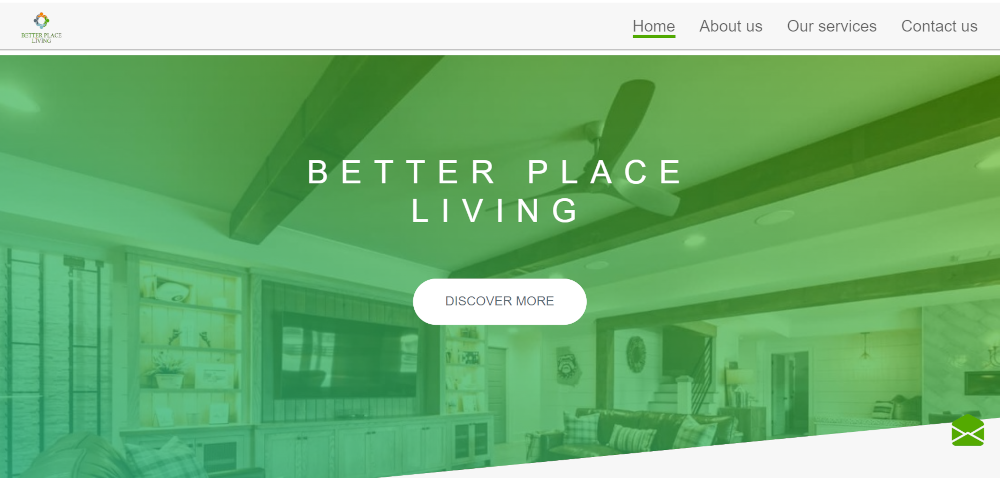 BETTER PLACE
LIVING
Home About us Our services Contact us
BETTER PLACE
LIVING
DISCOVER MORE